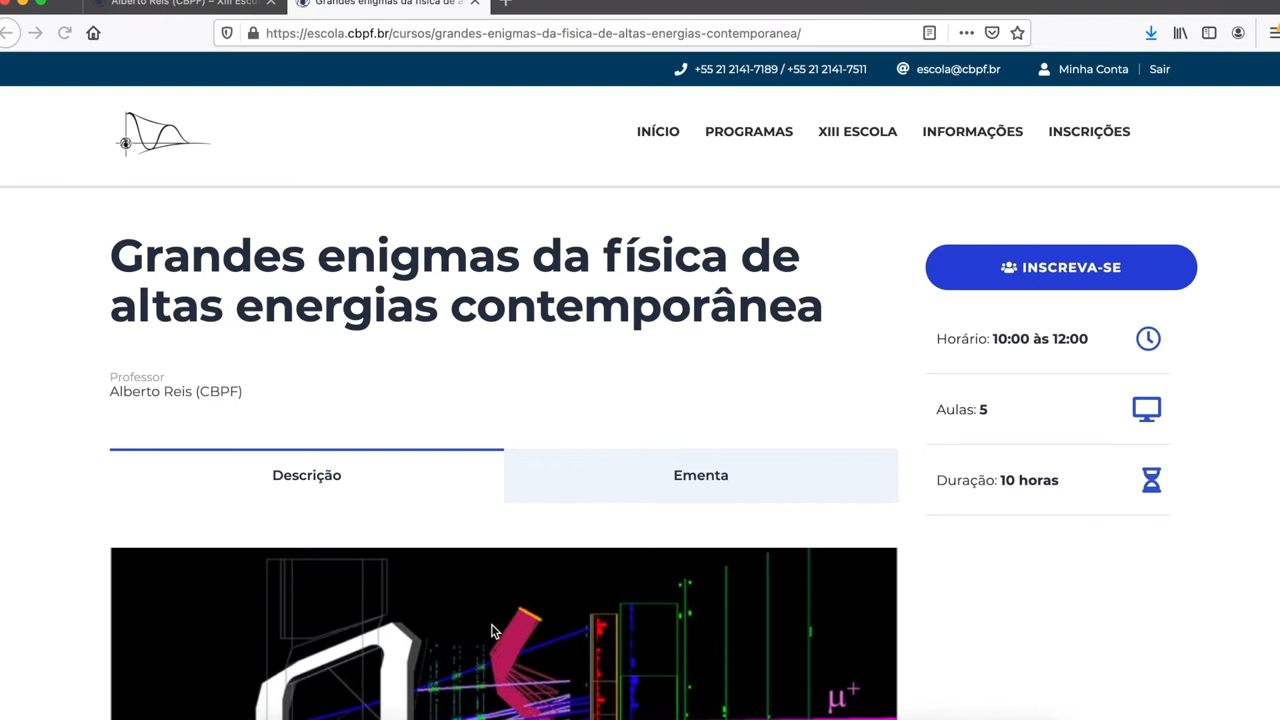 Alberto Reis (CBPF) – XIII Esco
Grandes enigmas da física de a
https://escola.cbpf.br/cursos/grandes-enigmas-da-fisica-de-altas-energias-contemporanea/
+55 21 2141-7189 / +55 21 2141-7511
escola@cbpf.br
Minha Conta | Sair
INÍCIO PROGRAMAS XIII ESCOLA INFORMAÇÕES INSCRIÇÕES
Grandes enigmas da física de
altas energias contemporânea
INSCREVA-SE
Horário: 10:00 às 12:00
Professor
Alberto Reis (CBPF)
Aulas: 5
Descrição
Ementa
Duração: 10 horas
μ+